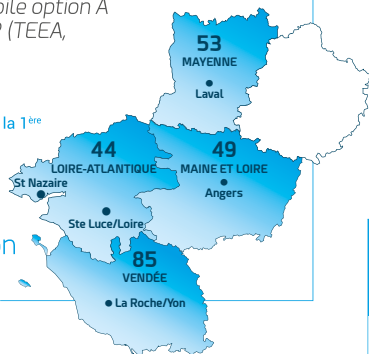 bile option A
P (TEEA,
la 1ère
on
53
MAYENNE
Laval
44
LOIRE-ATLANTIQUE
St Nazaire
Ste Luce/Loire
49
MAINE ET LOIRE
Angers
85
VENDÉE
La Roche/Yon